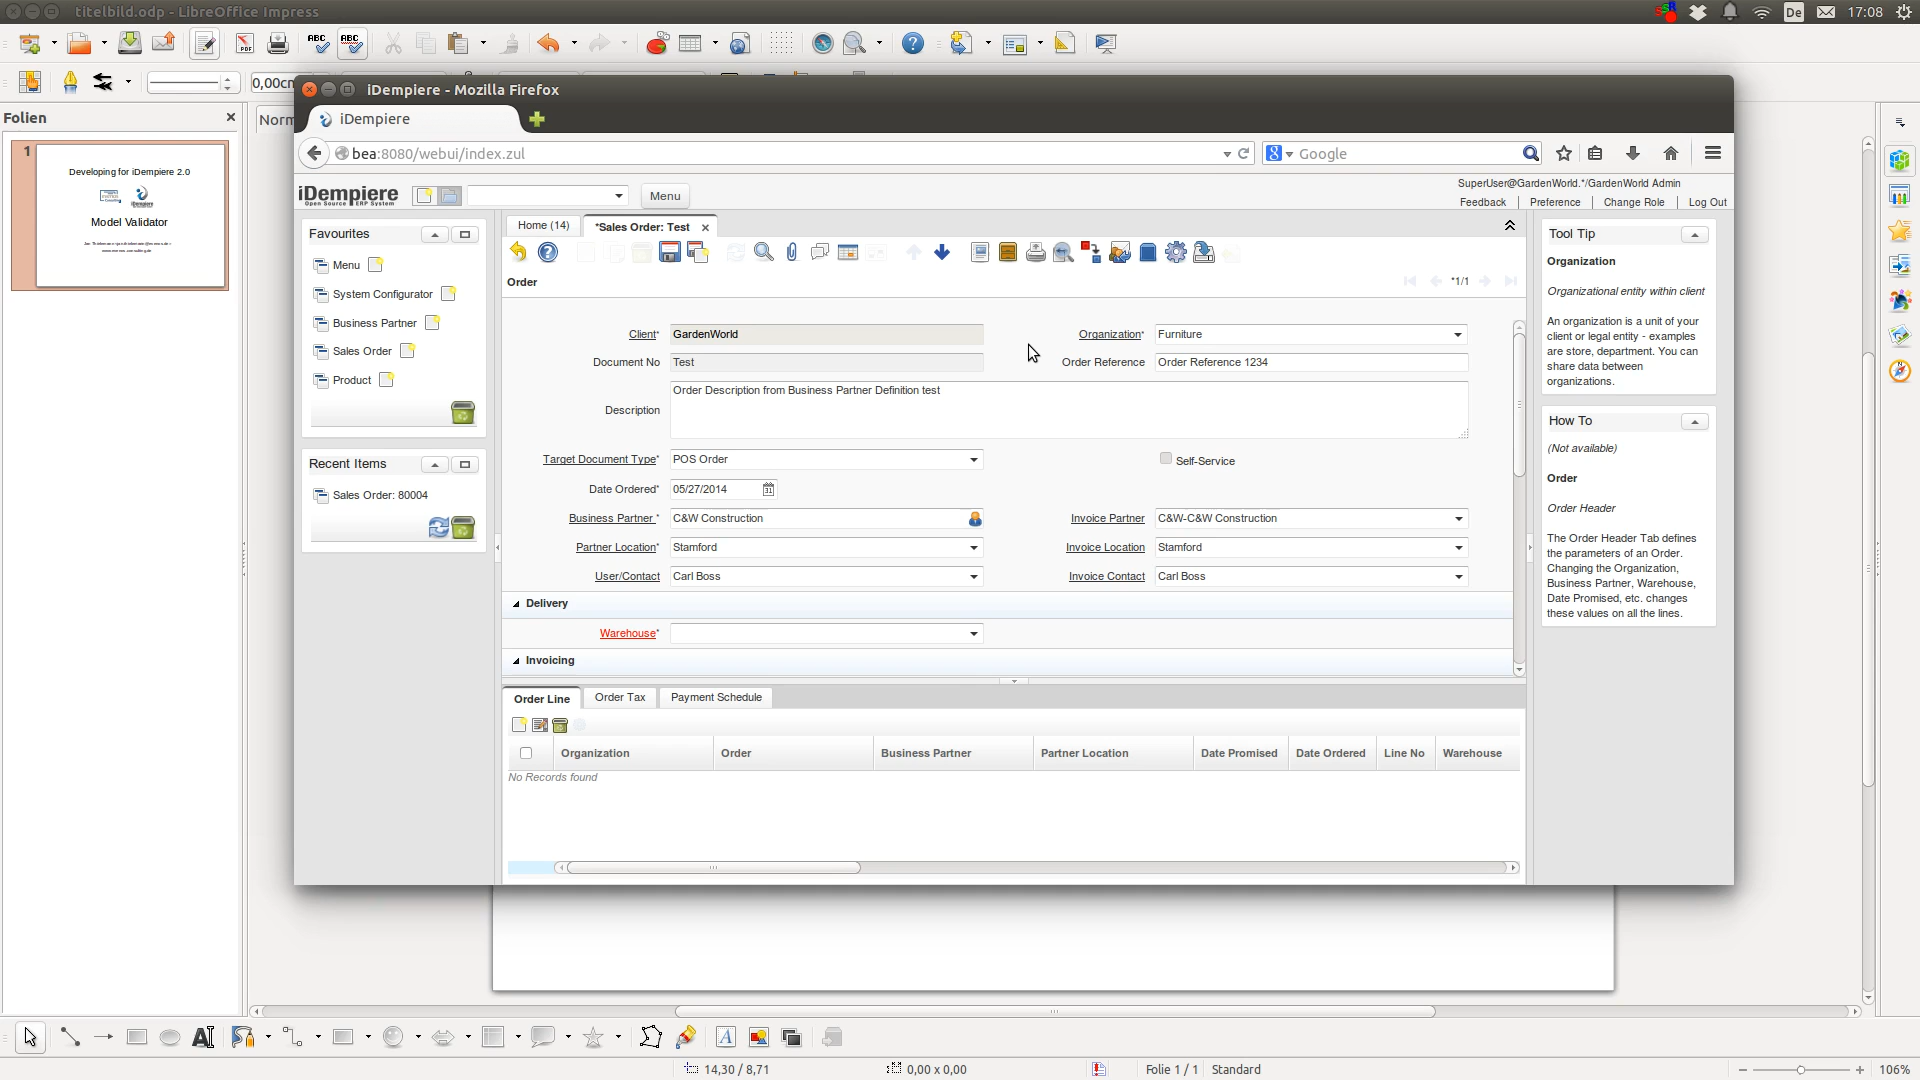 titelbild.odp - LibreOffice Impress
De
17:08
0,00cm
Folien
Norm
1
Developing for iDempiere 2.0
Model Validator
iDempiere - Mozilla Firefox
iDempiere
bea:8080/webui/index.zul
Google
iDempiere
Open Source ERP System
Menu
SuperUser@GardenWorld.*/GardenWorld Admin
Feedback
Preference
Change Role
Log Out
Favourites
Menu
System Configurator
Business Partner
Sales Order
Product
Recent Items
Sales Order: 80004
Home (14)
*Sales Order: Test
Order
*1/1
Client*
GardenWorld
Organization*
Furniture
Document No
Test
Order Reference
Order Reference 1234
Description
Order Description from Business Partner Definition test
Target Document Type*
POS Order
Self-Service
Date Ordered*
05/27/2014
Business Partner *
C&W Construction
Invoice Partner
C&W-C&W Construction
Partner Location*
Stamford
Invoice Location
Stamford
User/Contact
Carl Boss
Invoice Contact
Carl Boss
Delivery
Warehouse*
Invoicing
Order Line
Order Tax
Payment Schedule
Organization
Order
Business Partner
Partner Location
Date Promised
Date Ordered
Line No
Warehouse
No Records found
Tool Tip
Organization
Organizational entity within client
An organization is a unit of your
client or legal entity - examples
are store, department. You can
share data between
organizations.
How To
(Not available)
Order
Order Header
The Order Header Tab defines
the parameters of an Order.
Changing the Organization,
Business Partner, Warehouse,
Date Promised, etc. changes
these values on all the lines.
14,30 / 8,71
0,00 x 0,00
Folie 1 / 1
Standard
106%